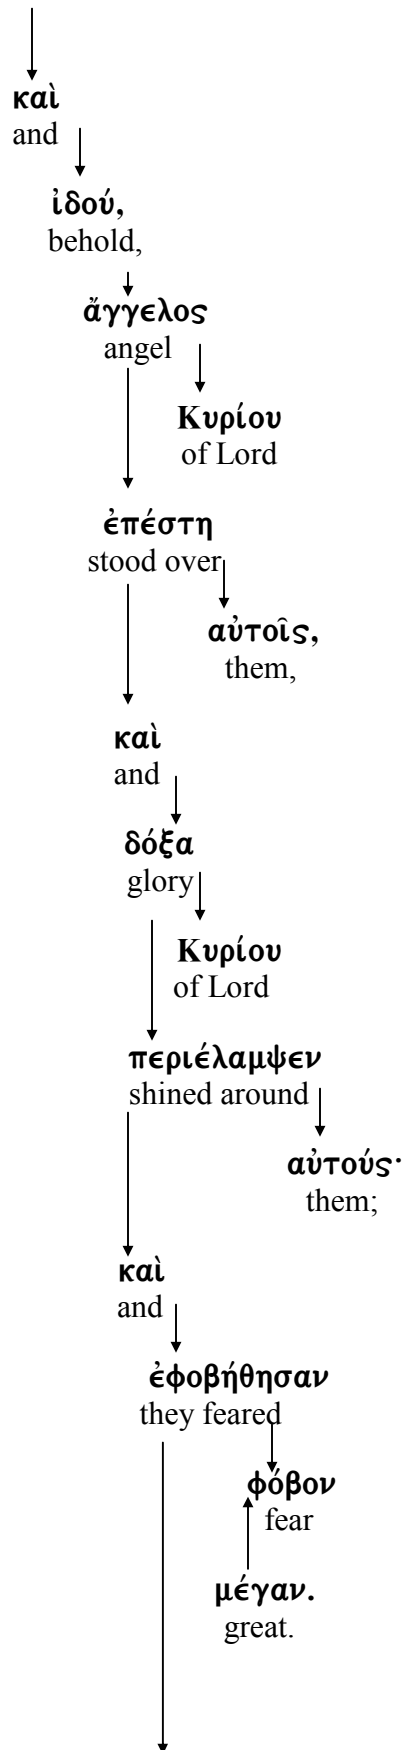 καὶ
and
ἰδού,
behold,
ἄγγελος
angel
Κυρίου
of Lord
ἐπέστη
stood over
αὐτοῖς,
them,
καὶ
and
δόξα
glory
Κυρίου
of Lord
περιέλαμψεν
shined around
αὐτούς·
them;
καὶ
and
ἐφοβήθησαν
they feared
φόβον
fear
μέγαν.
great.